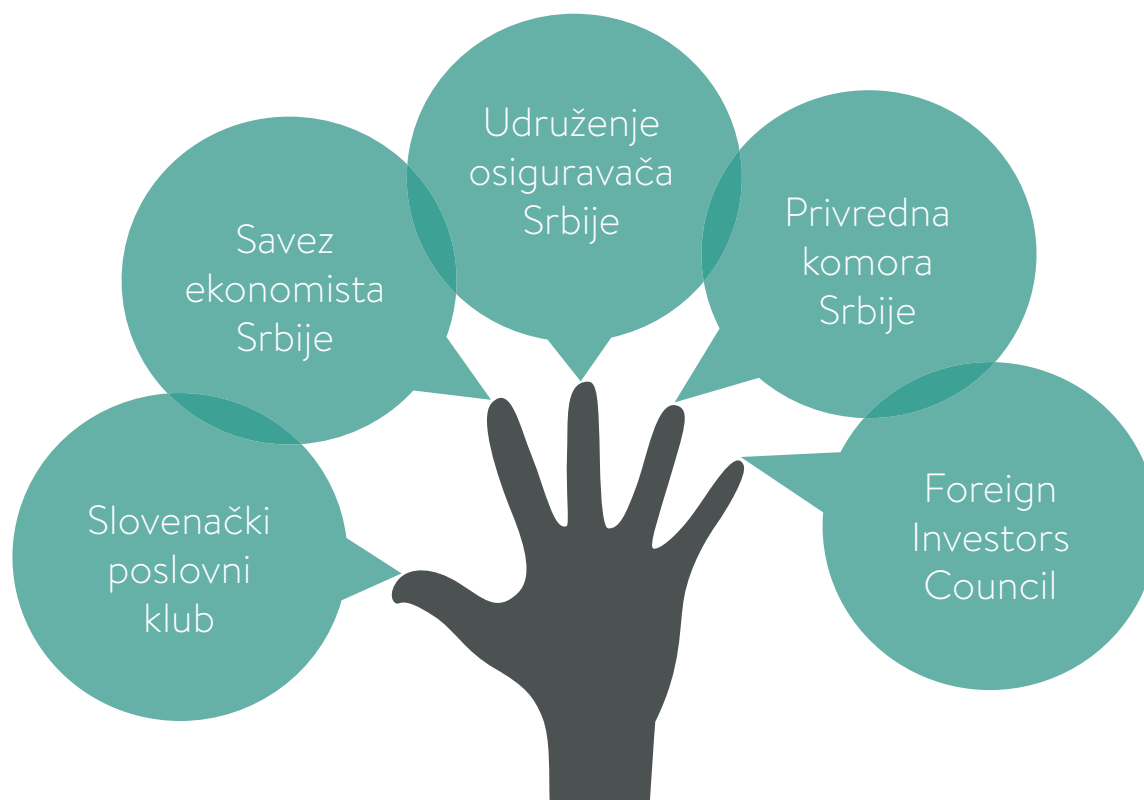 Udruženje
osiguravača
Srbije
Savez
ekonomista
Srbije
Privredna
komora
Srbije
Slovenački
poslovni
klub
Foreign
Investors
Council